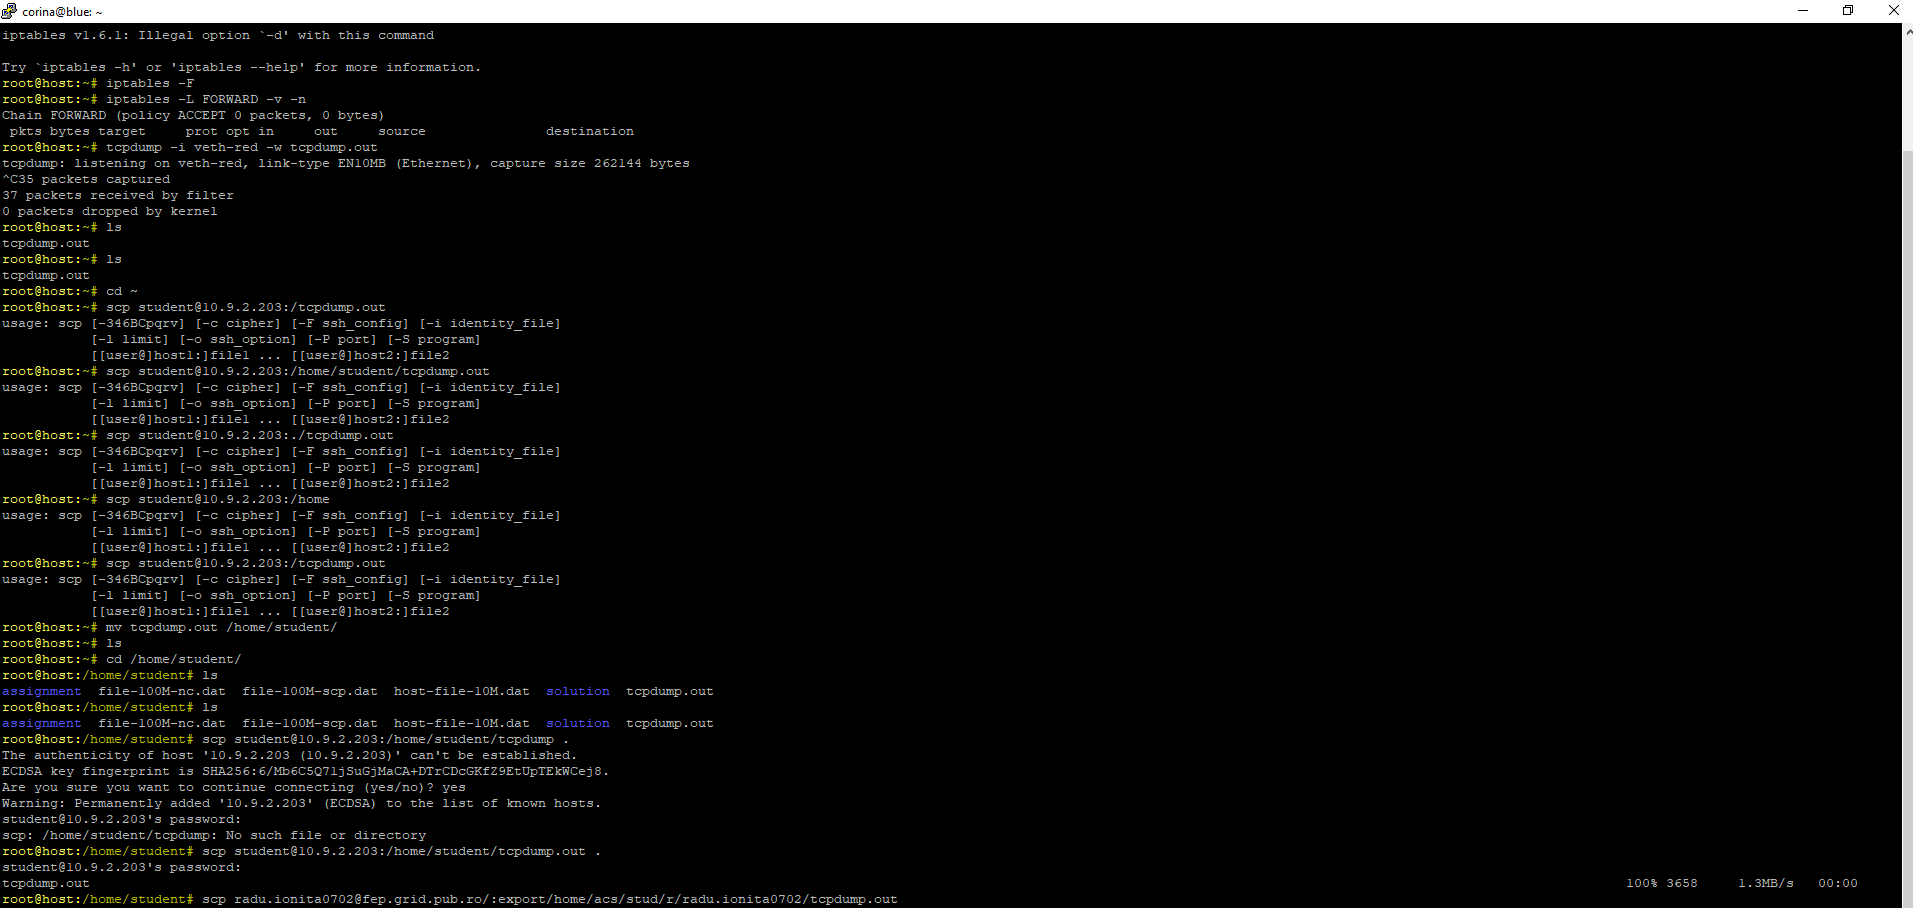 corina@blue: ~
iptables v1.6.1: Illegal option `-d' with this command
Try `iptables -h' or 'iptables --help' for more information.
root@host:~# iptables -F
root@host:~# iptables -L FORWARD -v -n
Chain FORWARD (policy ACCEPT 0 packets, 0 bytes)
 pkts bytes target     prot opt in     out     source               destination
root@host:~# tcpdump -i veth-red -w tcpdump.out
tcpdump: listening on veth-red, link-type EN10MB (Ethernet), capture size 262144 bytes
^C35 packets captured
37 packets received by filter
0 packets dropped by kernel
root@host:~# ls
tcpdump.out
root@host:~# ls
tcpdump.out
root@host:~# cd ~
root@host:~# scp student@10.9.2.203:/tcpdump.out
usage: scp [-346BCpqrv] [-c cipher] [-F ssh_config] [-i identity_file]
           [-l limit] [-o ssh_option] [-P port] [-S program]
           [[user@]host1:]file1 ... [[user@]host2:]file2
root@host:~# scp student@10.9.2.203:/home/student/tcpdump.out
usage: scp [-346BCpqrv] [-c cipher] [-F ssh_config] [-i identity_file]
           [-l limit] [-o ssh_option] [-P port] [-S program]
           [[user@]host1:]file1 ... [[user@]host2:]file2
root@host:~# scp student@10.9.2.203:./tcpdump.out
usage: scp [-346BCpqrv] [-c cipher] [-F ssh_config] [-i identity_file]
           [-l limit] [-o ssh_option] [-P port] [-S program]
           [[user@]host1:]file1 ... [[user@]host2:]file2
root@host:~# scp student@10.9.2.203:/home
usage: scp [-346BCpqrv] [-c cipher] [-F ssh_config] [-i identity_file]
           [-l limit] [-o ssh_option] [-P port] [-S program]
           [[user@]host1:]file1 ... [[user@]host2:]file2
root@host:~# scp student@10.9.2.203:/tcpdump.out
usage: scp [-346BCpqrv] [-c cipher] [-F ssh_config] [-i identity_file]
           [-l limit] [-o ssh_option] [-P port] [-S program]
           [[user@]host1:]file1 ... [[user@]host2:]file2
root@host:~# mv tcpdump.out /home/student/
root@host:~# ls
root@host:~# cd /home/student/
root@host:/home/student# ls
assignment  file-100M-nc.dat  file-100M-scp.dat  host-file-10M.dat  solution  tcpdump.out
root@host:/home/student# ls
assignment  file-100M-nc.dat  file-100M-scp.dat  host-file-10M.dat  solution  tcpdump.out
root@host:/home/student# scp student@10.9.2.203:/home/student/tcpdump .
The authenticity of host '10.9.2.203 (10.9.2.203)' can't be established.
ECDSA key fingerprint is SHA256:6/Mb6C5Q71jSuGjMaCA+DTrCDcGKfZ9EtUpTEkWCej8.
Are you sure you want to continue connecting (yes/no)? yes
Warning: Permanently added '10.9.2.203' (ECDSA) to the list of known hosts.
student@10.9.2.203's password:
scp: /home/student/tcpdump: No such file or directory
root@host:/home/student# scp student@10.9.2.203:/home/student/tcpdump.out .
student@10.9.2.203's password:
tcpdump.out                                   100% 3658     1.3MB/s   00:00
root@host:/home/student# scp radu.ionita0702@fep.grid.pub.ro/:export/home/acs/stud/r/radu.ionita0702/tcpdump.out